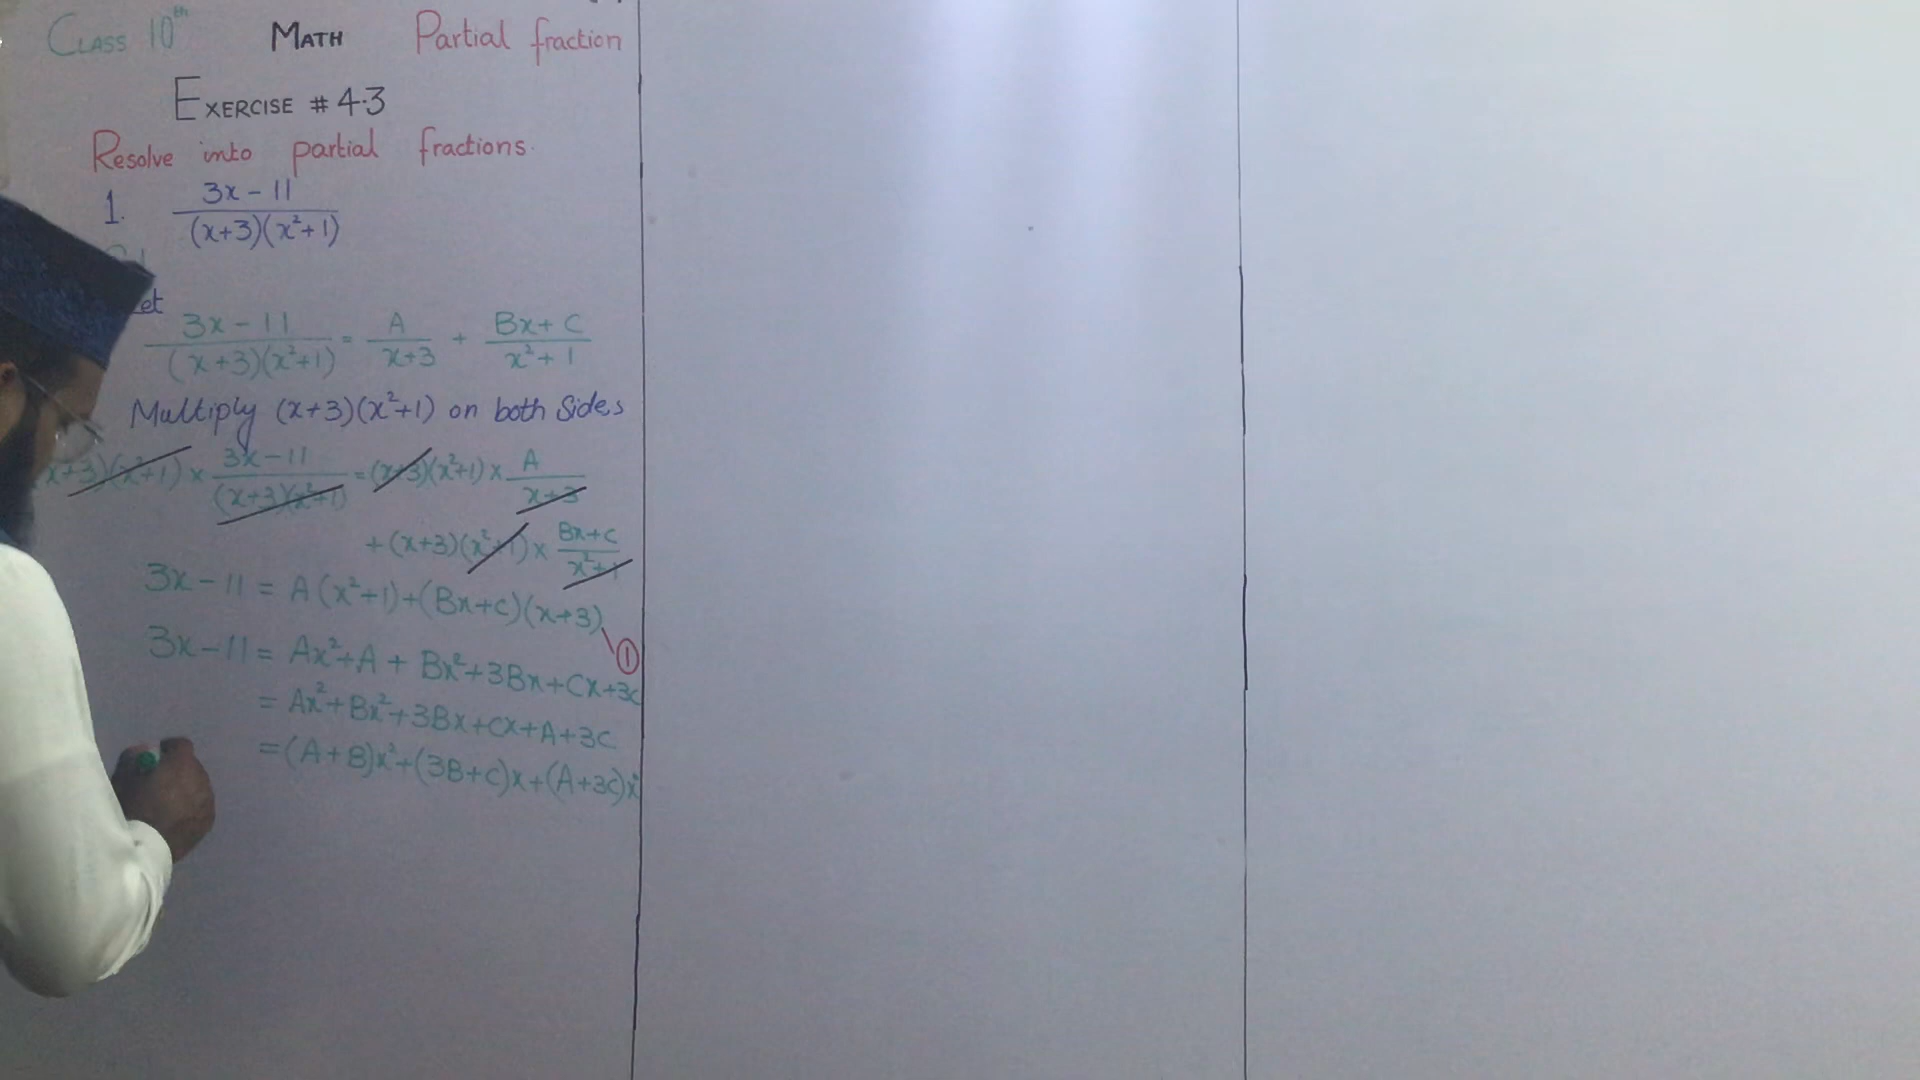 Class 10th Math Partial fraction
Exercise # 4.3
Resolve into partial fractions.
1. 3x - 11 / (x+3)(x²+1)
et
3x - 11 / (x+3)(x²+1) = A / x+3 + Bx + C / x² + 1
Multiply (x+3)(x²+1) on both Sides
x+3)(x²+1) × 3x - 11 / (x+3)(x²+1) = (x+3)(x²+1) × A / x+3
+ (x+3)(x²+1) × Bx+C / x²+1
3x - 11 = A(x²+1)+(Bx+C)(x+3)
①
3x - 11 = Ax²+A + Bx²+3Bx+Cx+3C
= Ax²+Bx²+3Bx+Cx+A+3C
= (A+B)x²+(3B+C)x+(A+3C)x⁰